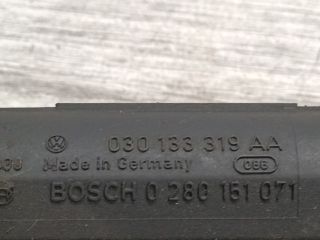 030 133 319 AA
Made in Germany 086
BOSCH 0 280 151 071